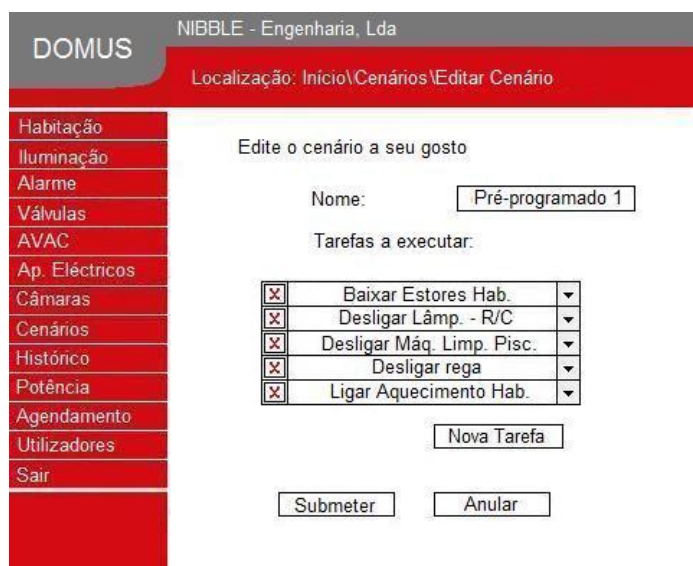 DOMUS
NIBBLE - Engenharia, Lda
Localização: Início\Cenários\Editar Cenário
Habitação
Iluminação
Alarme
Válvulas
AVAC
Ap. Eléctricos
Câmaras
Cenários
Histórico
Potência
Agendamento
Utilizadores
Sair
Edite o cenário a seu gosto
Nome: Pré-programado 1
Tarefas a executar:
X Baixar Estores Hab.
X Desligar Lâmp. - R/C
X Desligar Máq. Limp. Pisc.
X Desligar rega
X Ligar Aquecimento Hab.
Nova Tarefa
Submeter Anular